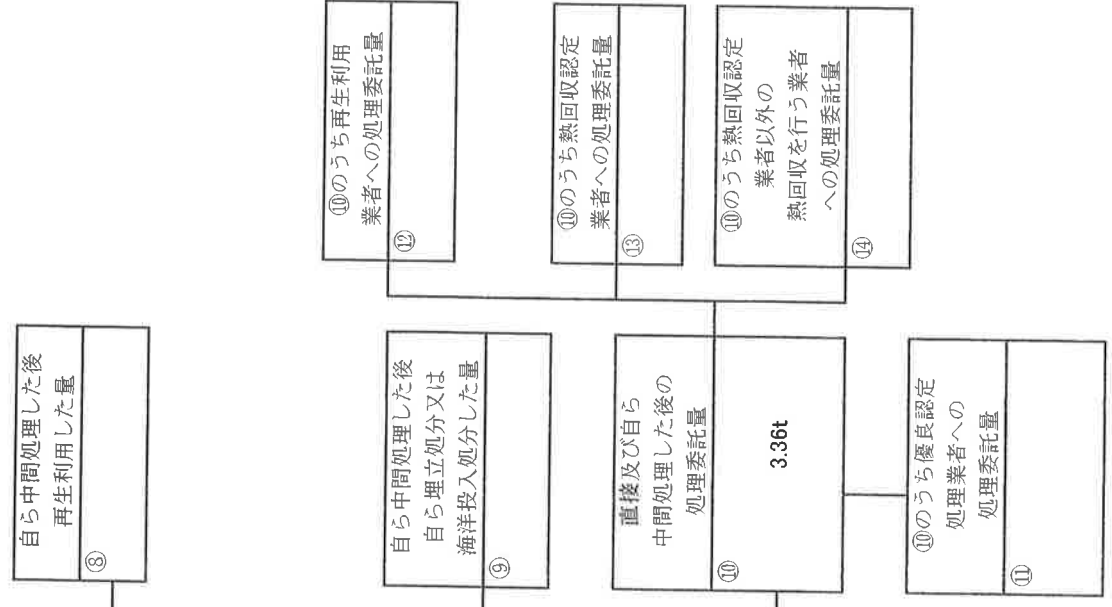 自ら中間処理した後
再生利用した量
⑧
自ら中間処理した後
自ら埋立処分又は
海洋投入処分した量
⑨
直接及び自ら
中間処理した後の
処理委託量
⑩
3.36t
⑩のうち優良認定
処理業者への
処理委託量
⑪
⑩のうち再生利用
業者への処理委託量
⑫
⑩のうち熱回収認定
業者への処理委託量
⑬
⑩のうち熱回収認定
業者以外の
熱回収を行う業者
への処理委託量
⑭